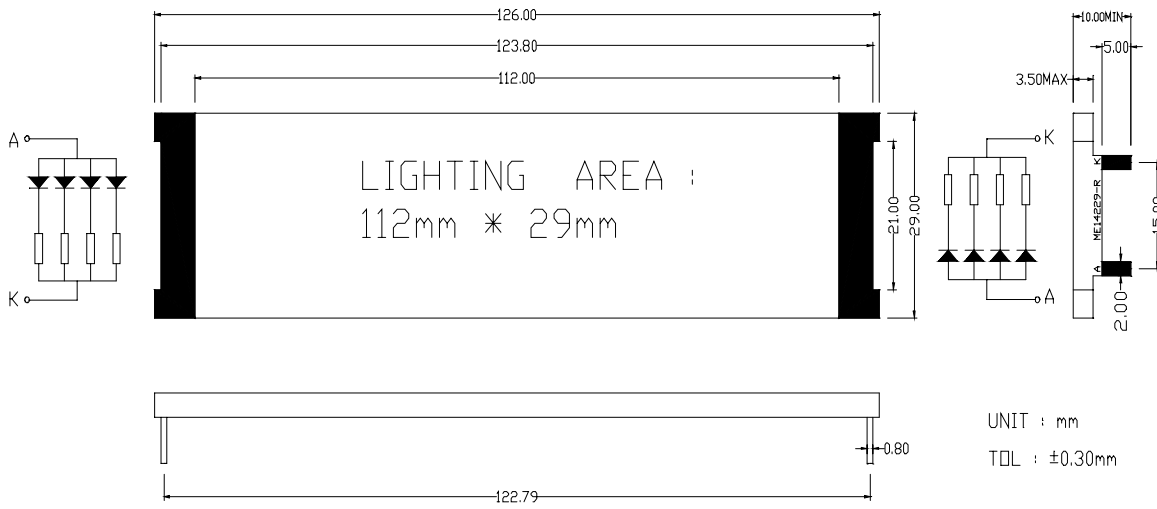 126.00
123.80
112.00
10.00MIN
5.00
3.50MAX
A
K
LIGHTING AREA :
112mm * 29mm
21.00
29.00
K
A
K
ME14229-R
A
2.00
0.80
122.79
UNIT : mm
TOL : ±0.30mm